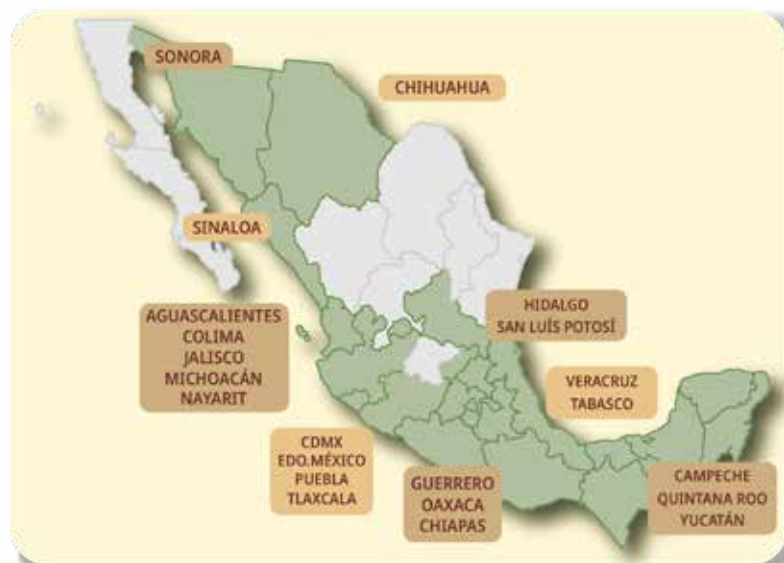 SONORA
CHIHUAHUA
SINALOA
AGUASCALIENTES
COLIMA
JALISCO
MICHOACÁN
NAYARIT
HIDALGO
SAN LUÍS POTOSÍ
VERACRUZ
TABASCO
CDMX
EDO.MÉXICO
PUEBLA
TLAXCALA
GUERRERO
OAXACA
CHIAPAS
CAMPECHE
QUINTANA ROO
YUCATÁN